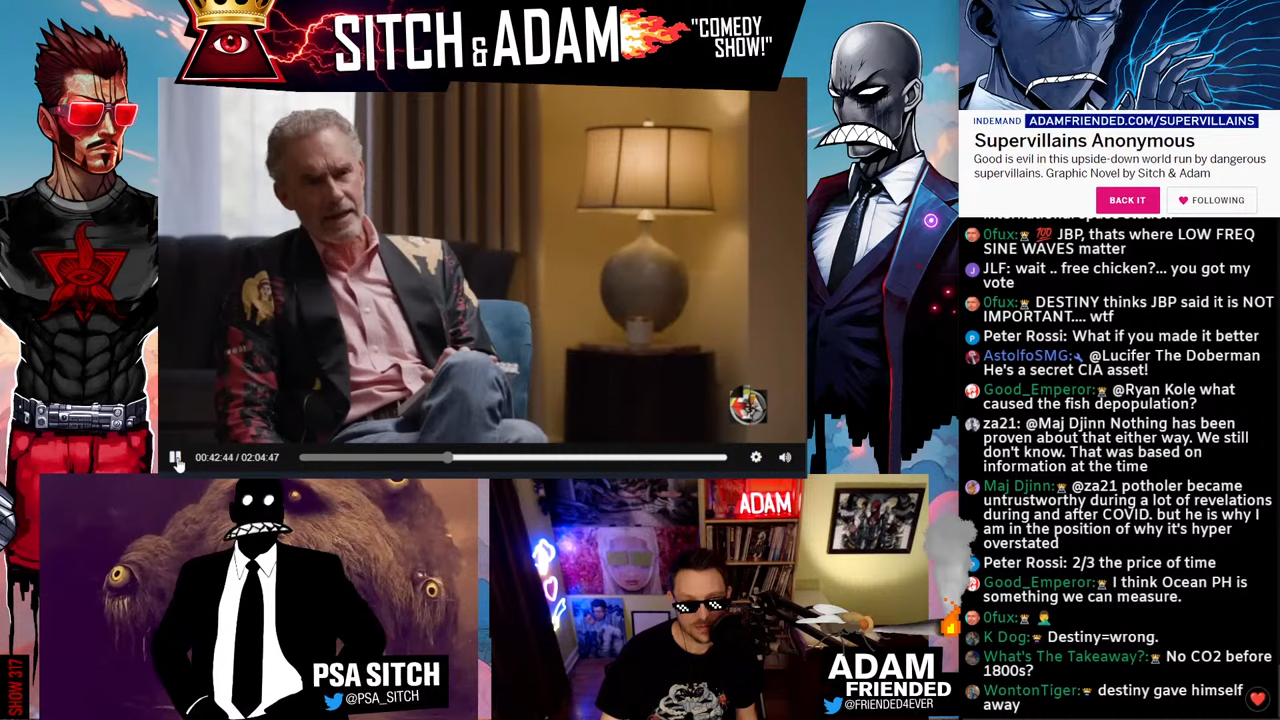 SITCH & ADAM
"COMEDY
SHOW!"
INDEMAND ADAMFRIENDED.COM/SUPERVILLAINS
Supervillains Anonymous
Good is evil in this upside-down world run by dangerous
supervillains. Graphic Novel by Sitch & Adam
BACK IT
FOLLOWING
0fux: 💯 JBP, thats where LOW FREQ
SINE WAVES matter
JLF: wait .. free chicken?... you got my
vote
0fux: DESTINY thinks JBP said it is NOT
IMPORTANT.... wtf
Peter Rossi: What if you made it better
AstolfoSMG: @Lucifer The Doberman
He's a secret CIA asset!
Good_Emperor: @Ryan Kole what
caused the fish depopulation?
za21: @Maj Djinn Nothing has been
proven about that either way. We still
don't know. That was based on
information at the time
Maj Djinn: @za21 potholer became
untrustworthy during a lot of revelations
during and after COVID. but he is why I
am in the position of why it's hyper
overstated
Peter Rossi: 2/3 the price of time
Good_Emperor: I think Ocean PH is
something we can measure.
0fux: 🤦‍♂️
K Dog: Destiny=wrong.
What's The Takeaway?: No CO2 before
1800s?
WontonTiger: destiny gave himself
away
00:42:44 / 02:04:47
ADAM
PSA SITCH
@PSA_SITCH
ADAM
FRIENDED
@FRIENDED4EVER
SHOW 317